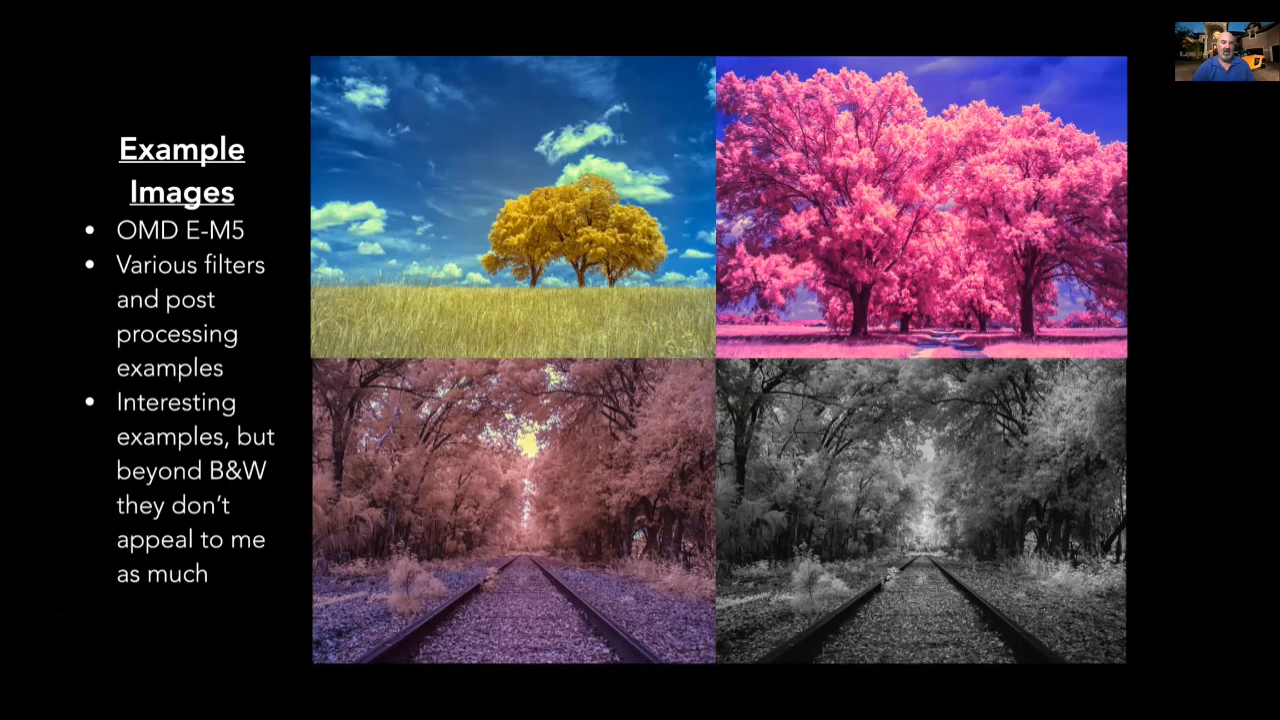 Example
Images
• OMD E-M5
• Various filters
and post
processing
examples
• Interesting
examples, but
beyond B&W
they don’t
appeal to me
as much